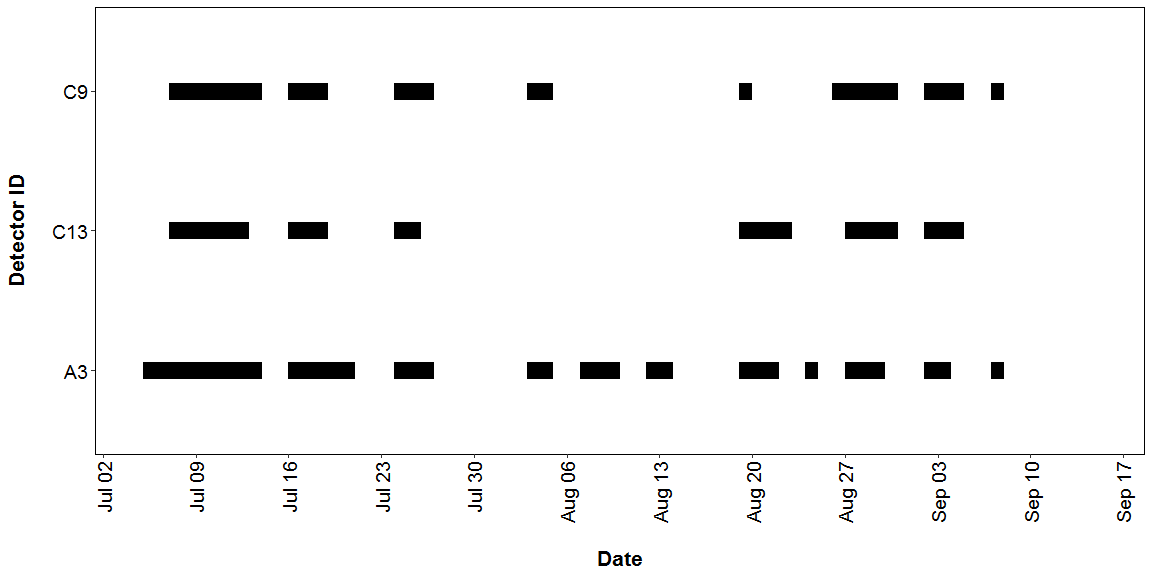 Detector ID
C9
C13
A3
Jul 02
Jul 09
Jul 16
Jul 23
Jul 30
Aug 06
Aug 13
Aug 20
Aug 27
Sep 03
Sep 10
Sep 17
Date